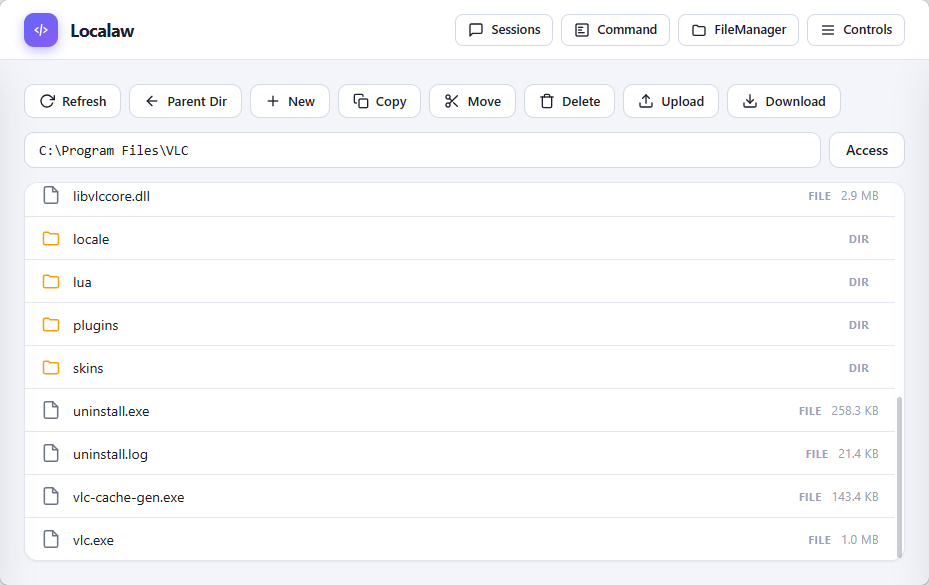 </> Localaw Sessions Command FileManager Controls
Refresh Parent Dir New Copy Move Delete Upload Download
C:\Program Files\VLC Access
libvlccore.dll FILE 2.9 MB
locale DIR
lua DIR
plugins DIR
skins DIR
uninstall.exe FILE 258.3 KB
uninstall.log FILE 21.4 KB
vlc-cache-gen.exe FILE 143.4 KB
vlc.exe FILE 1.0 MB